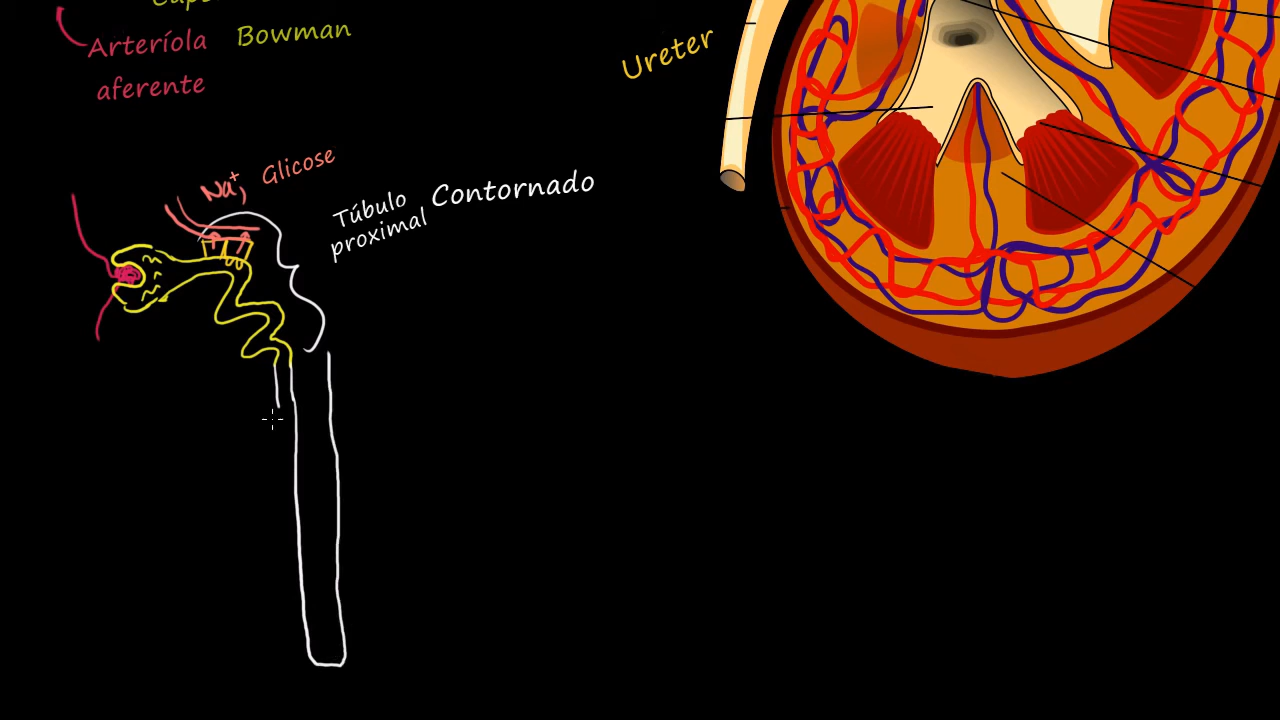 Arteríola Bowman
aferente
Ureter
Na⁺, Glicose
Túbulo Contornado
proximal